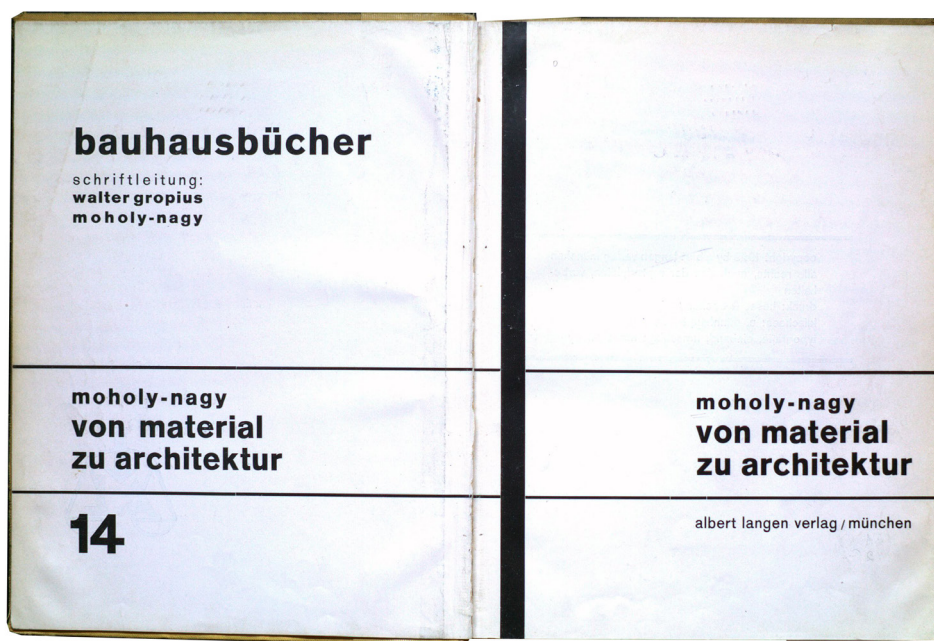 bauhausbücher
schriftleitung:
walter gropius
moholy-nagy
moholy-nagy
von material
zu architektur
14
moholy-nagy
von material
zu architektur
albert langen verlag / münchen